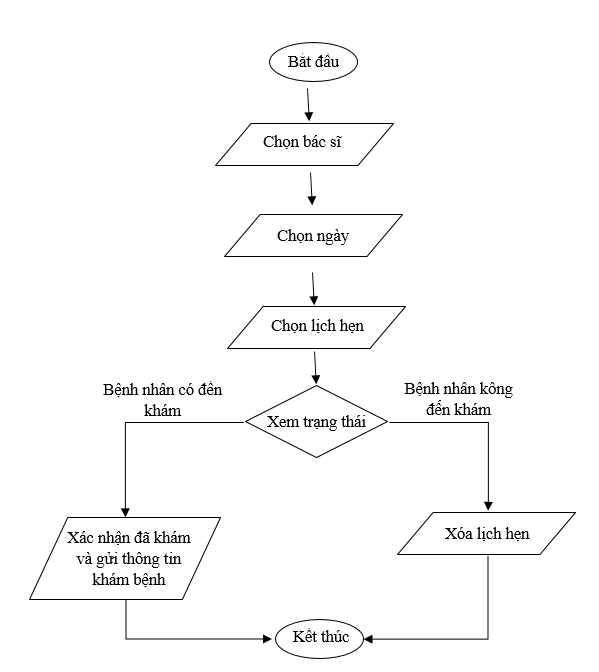 Bắt đầu
Chọn bác sĩ
Chọn ngày
Chọn lịch hẹn
Bệnh nhân có đến
khám
Bệnh nhân kông
đến khám
Xem trạng thái
Xác nhận đã khám
và gửi thông tin
khám bệnh
Xóa lịch hẹn
Kết thúc